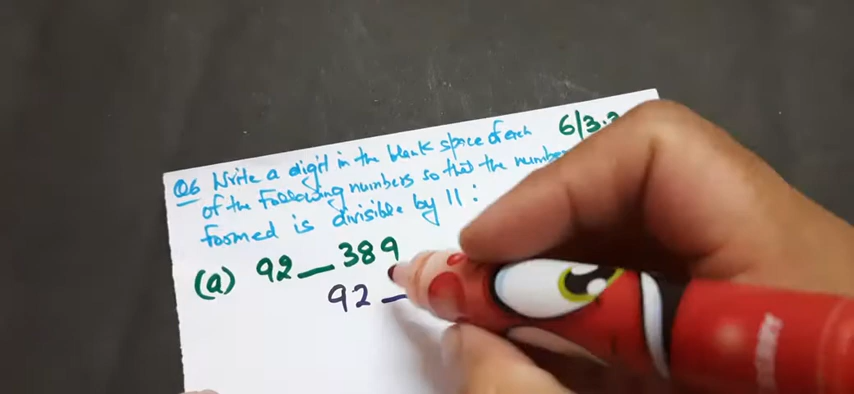 Q6 Write a digit in the blank space of each 6/3.
of the Following numbers so that the number
formed is divisible by 11 :
(a) 92_389
92_